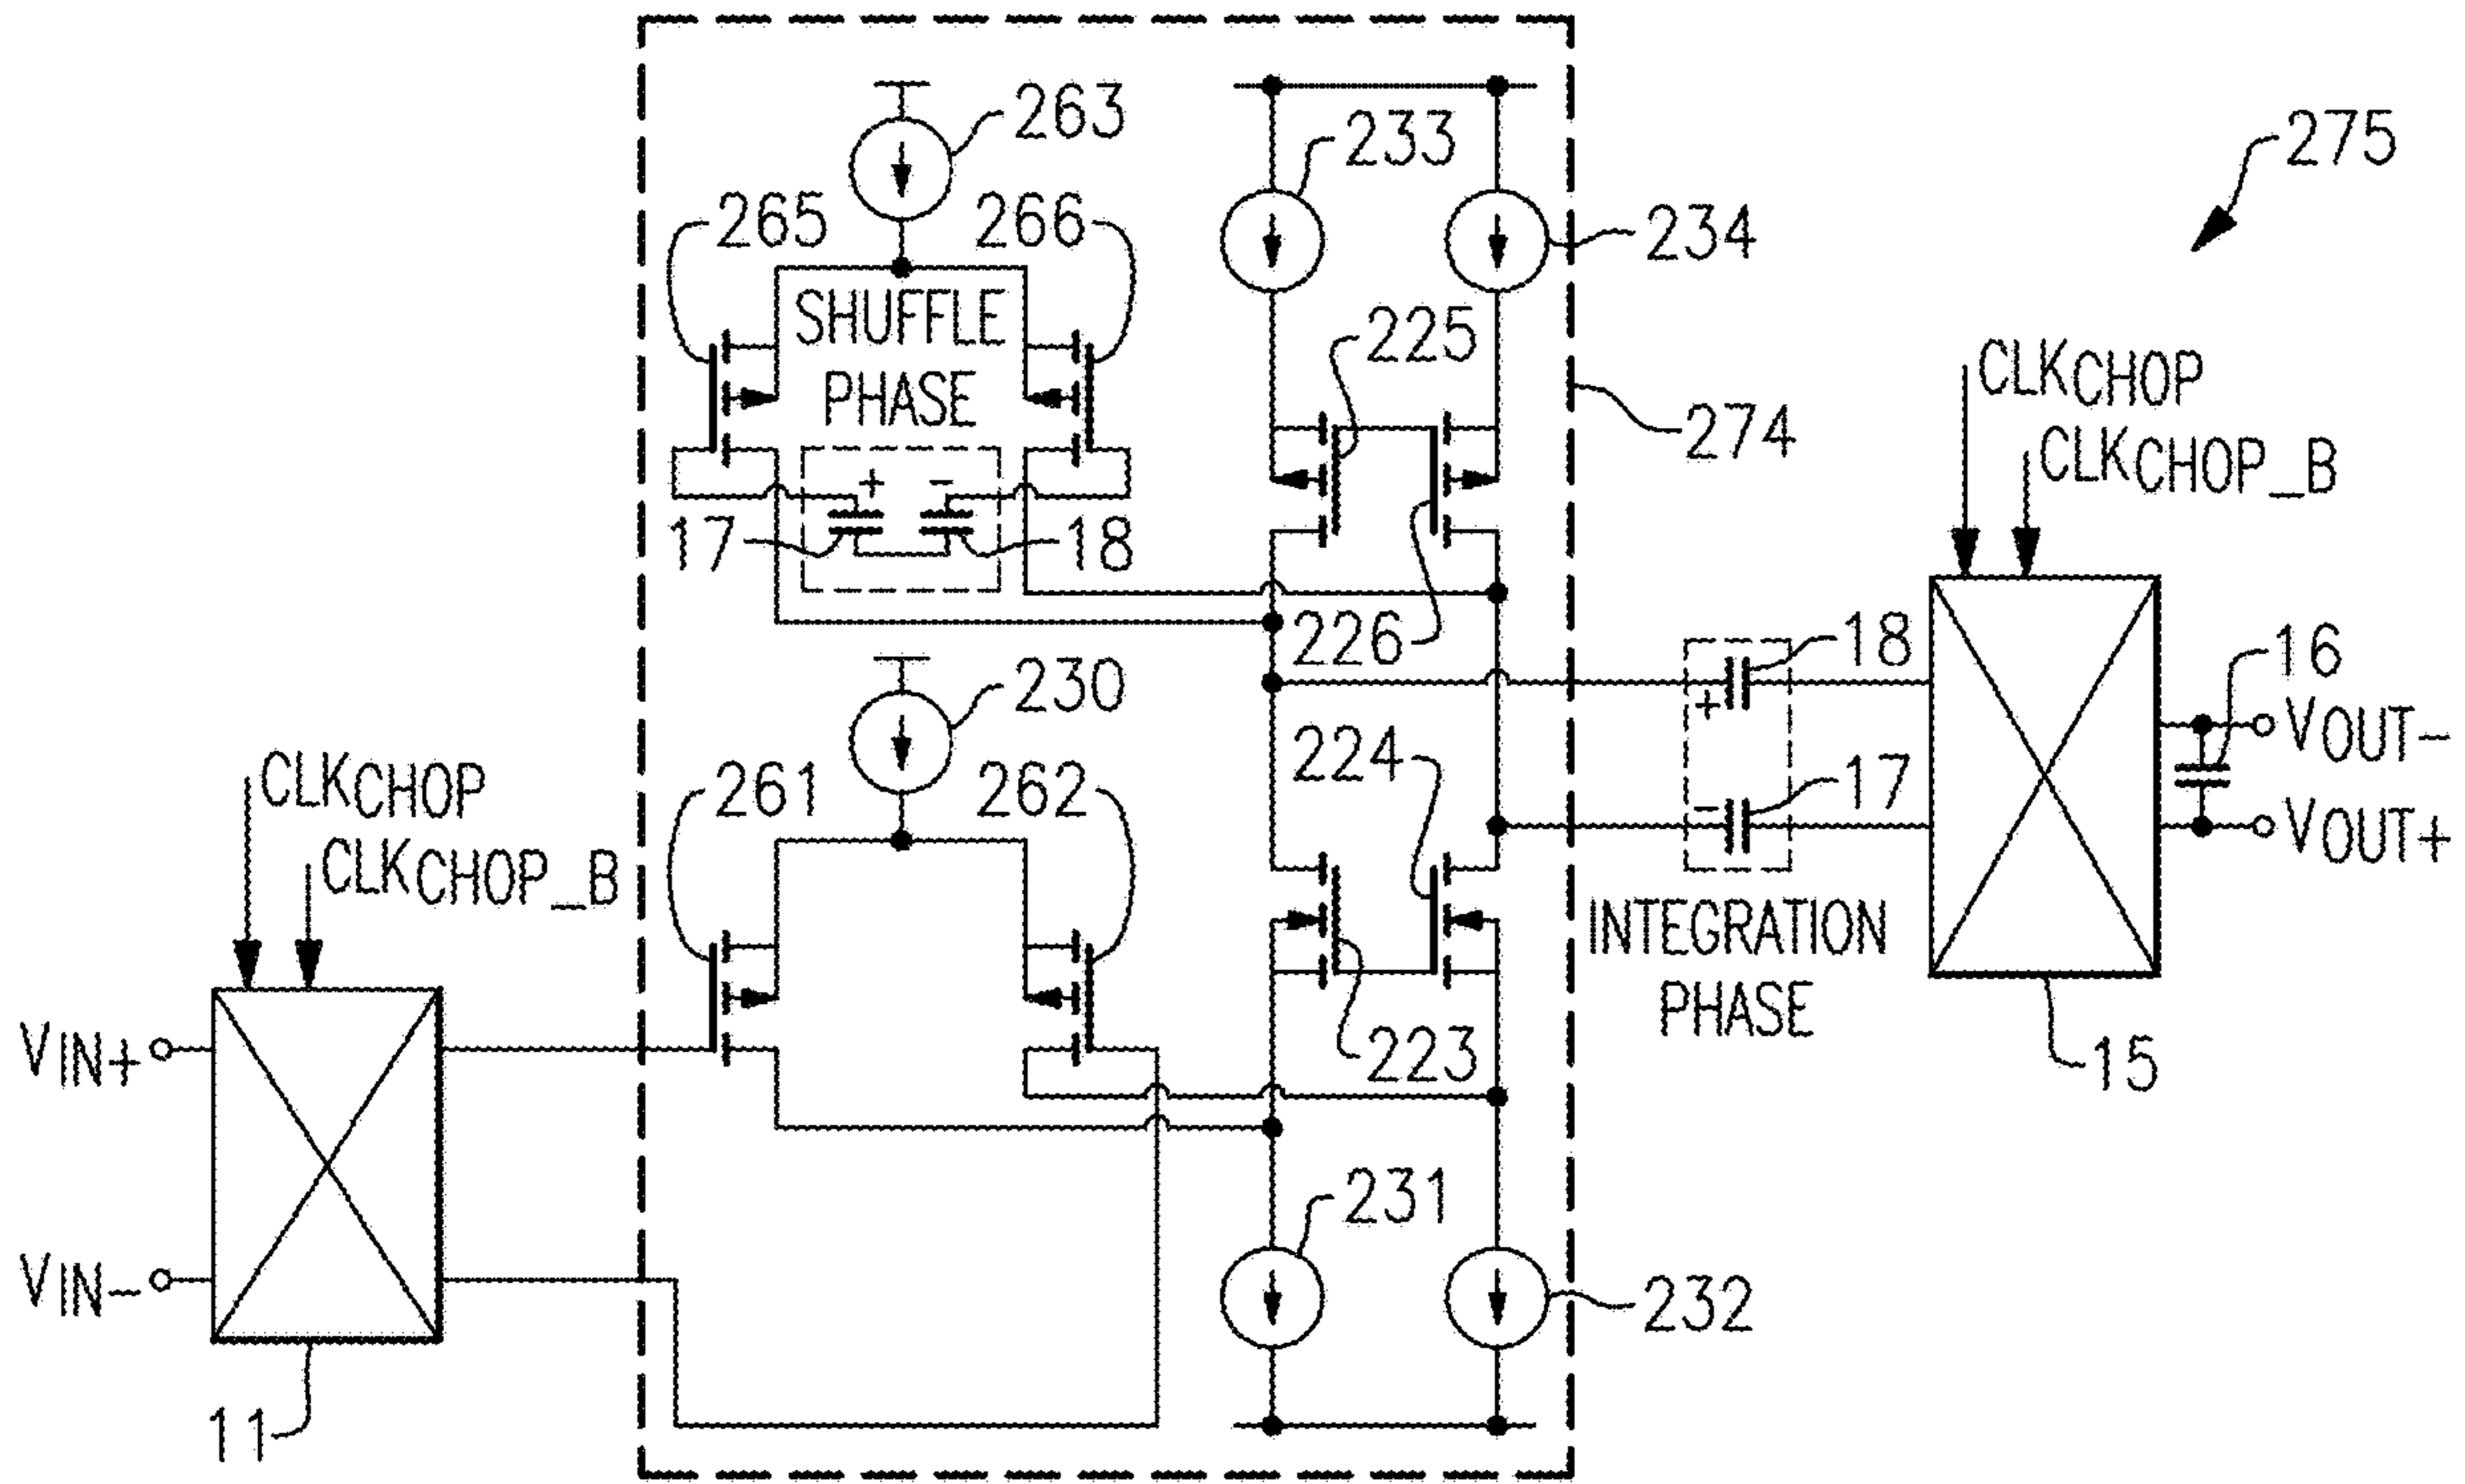 263
233
275
265
266
234
SHUFFLE
PHASE
225
CLKCHOP
274
CLKCHOP_B
+
−
17
18
226
18
16
230
+
VOUT−
224
CLKCHOP
261
262
−
17
VOUT+
CLKCHOP_B
INTEGRATION
PHASE
VIN+
223
15
231
VIN−
232
11